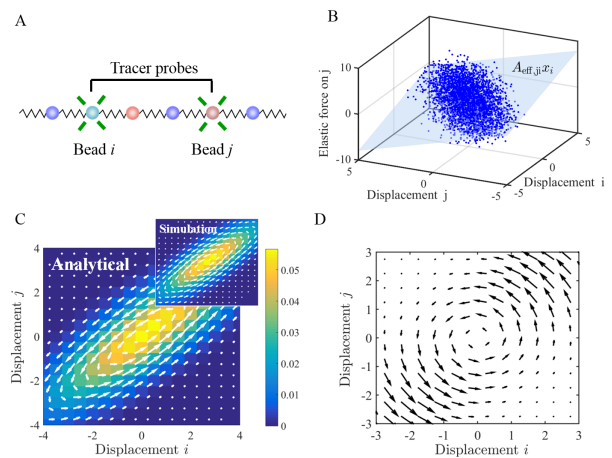 A
Tracer probes
Bead i
Bead j
B
A_eff,ji x_i
Elastic force on j
10
5
0
-10
5
0
-5
Displacement j
5
0
-5
Displacement i
C
Analytical
Simulation
Displacement j
4
2
0
-2
-4
-4
-2
0
2
4
Displacement i
0.05
0.04
0.03
0.02
0.01
0
D
Displacement j
3
2
1
0
-1
-2
-3
-3
-2
-1
0
1
2
3
Displacement i